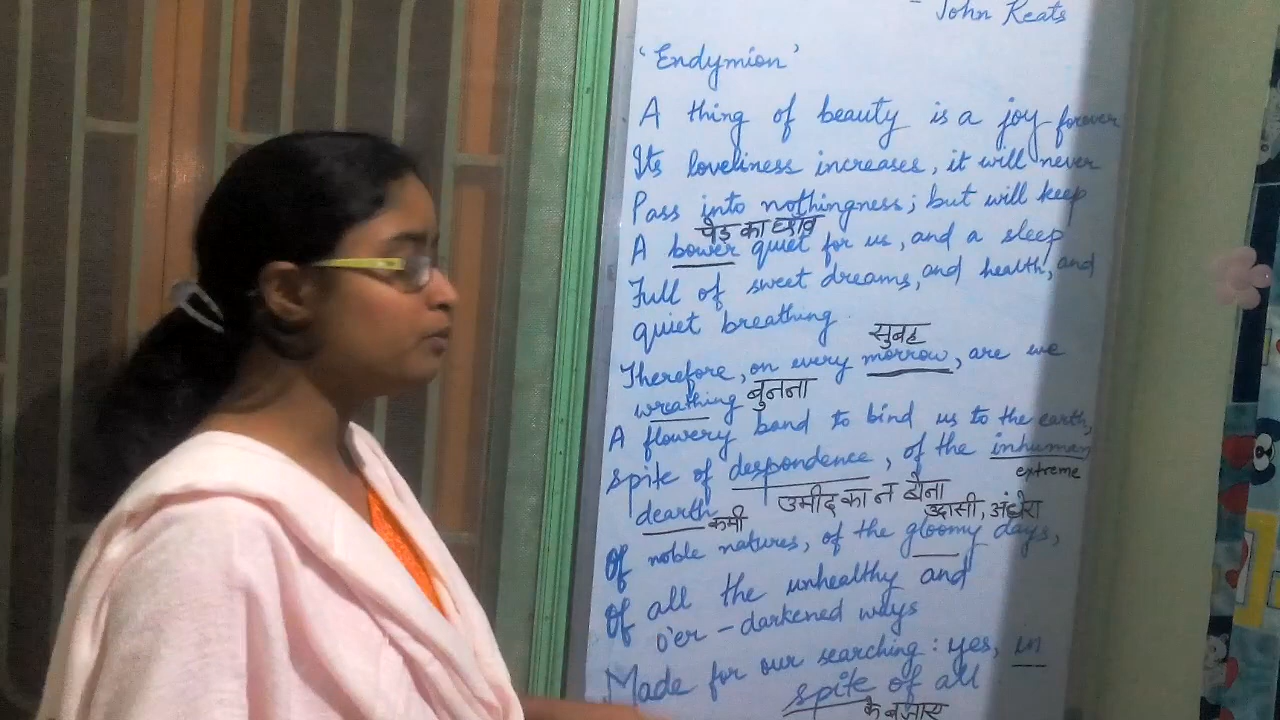 - John Keats
'Endymion'
A thing of beauty is a joy forever
Its loveliness increases, it will never
Pass into nothingness; but will keep
पेड़ का छाँव
A bower quiet for us, and a sleep
Full of sweet dreams, and health, and
quiet breathing
सुबह
Therefore, on every morrow, are we
wreathing बुनना
A flowery band to bind us to the earth,
Spite of despondence, of the inhuman
extreme
उमीद का न होना
dearth कमी उदासी, अंधेरा
Of noble natures, of the gloomy days,
Of all the unhealthy and
o'er-darkened ways
Made for our searching: yes, in
spite of all
के बजाए